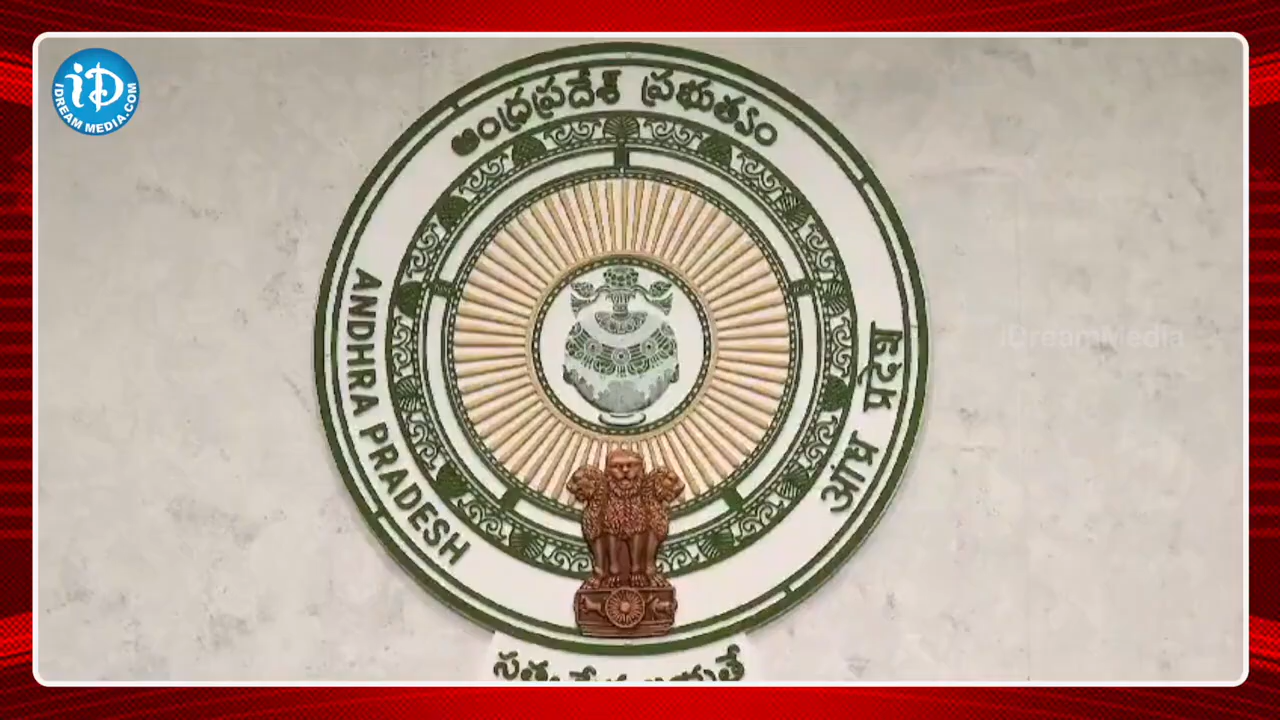 iD
IDREAM MEDIA.COM
ఆంధ్రప్రదేశ్ ప్రభుత్వం
ANDHRA PRADESH
आंध्र प्रदेश
iDreamMedia